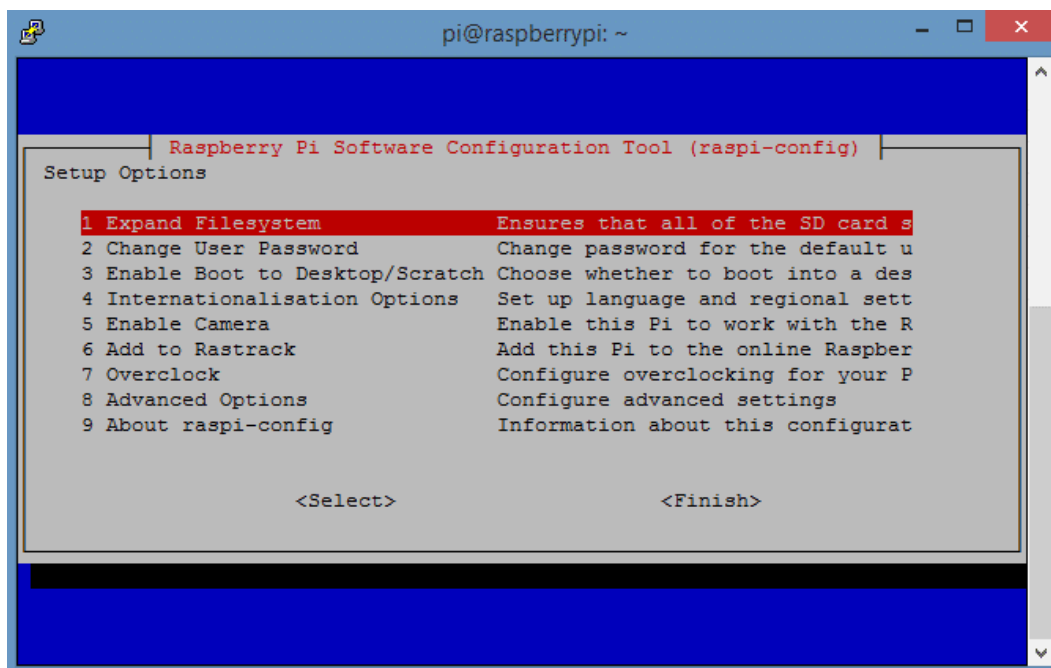 pi@raspberrypi: ~
Raspberry Pi Software Configuration Tool (raspi-config)
Setup Options
1 Expand Filesystem Ensures that all of the SD card s
2 Change User Password Change password for the default u
3 Enable Boot to Desktop/Scratch Choose whether to boot into a des
4 Internationalisation Options Set up language and regional sett
5 Enable Camera Enable this Pi to work with the R
6 Add to Rastrack Add this Pi to the online Raspber
7 Overclock Configure overclocking for your P
8 Advanced Options Configure advanced settings
9 About raspi-config Information about this configurat
<Select> <Finish>